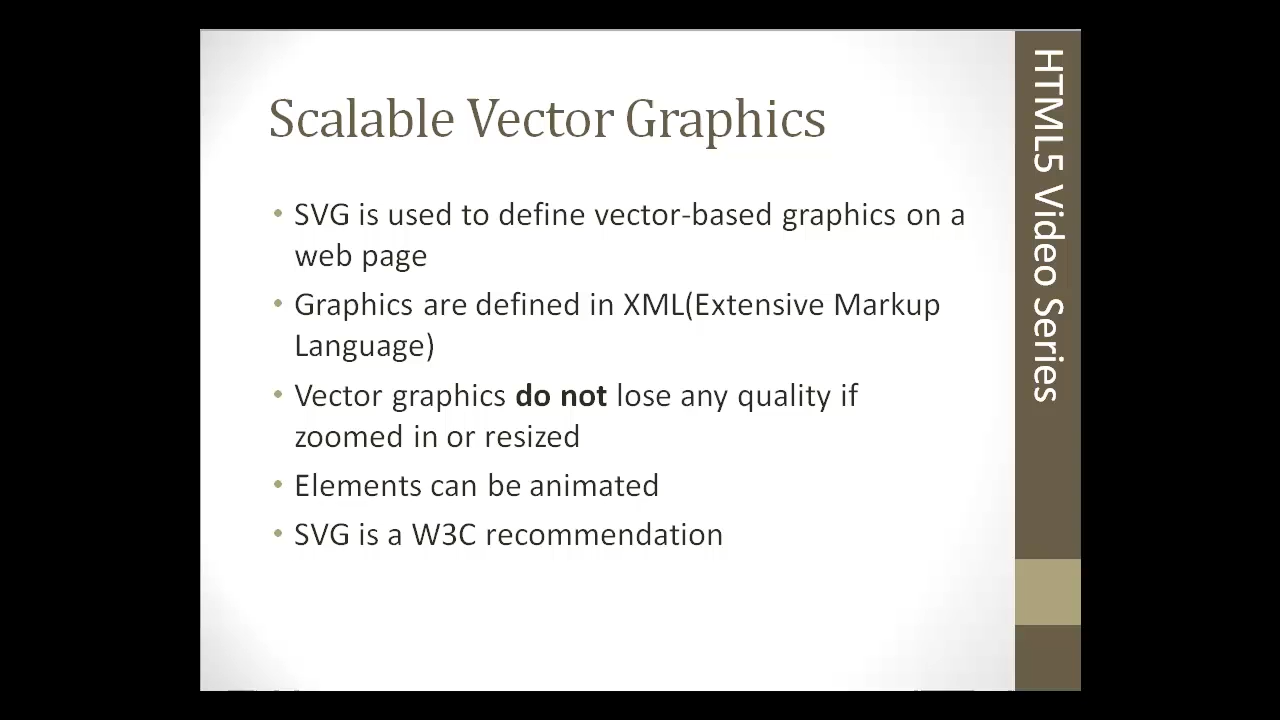 Scalable Vector Graphics
• SVG is used to define vector-based graphics on a
web page
• Graphics are defined in XML(Extensive Markup
Language)
• Vector graphics do not lose any quality if
zoomed in or resized
• Elements can be animated
• SVG is a W3C recommendation
HTML5 Video Series